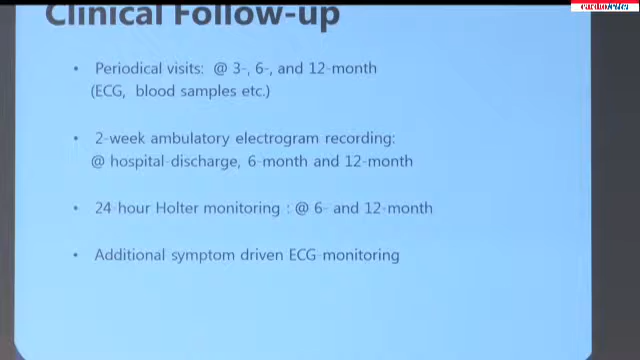 cardioletter
Clinical Follow-up
• Periodical visits: @ 3-, 6-, and 12-month
(ECG, blood samples etc.)
• 2-week ambulatory electrogram recording:
@ hospital discharge, 6-month and 12-month
• 24-hour Holter monitoring : @ 6- and 12-month
• Additional symptom driven ECG monitoring